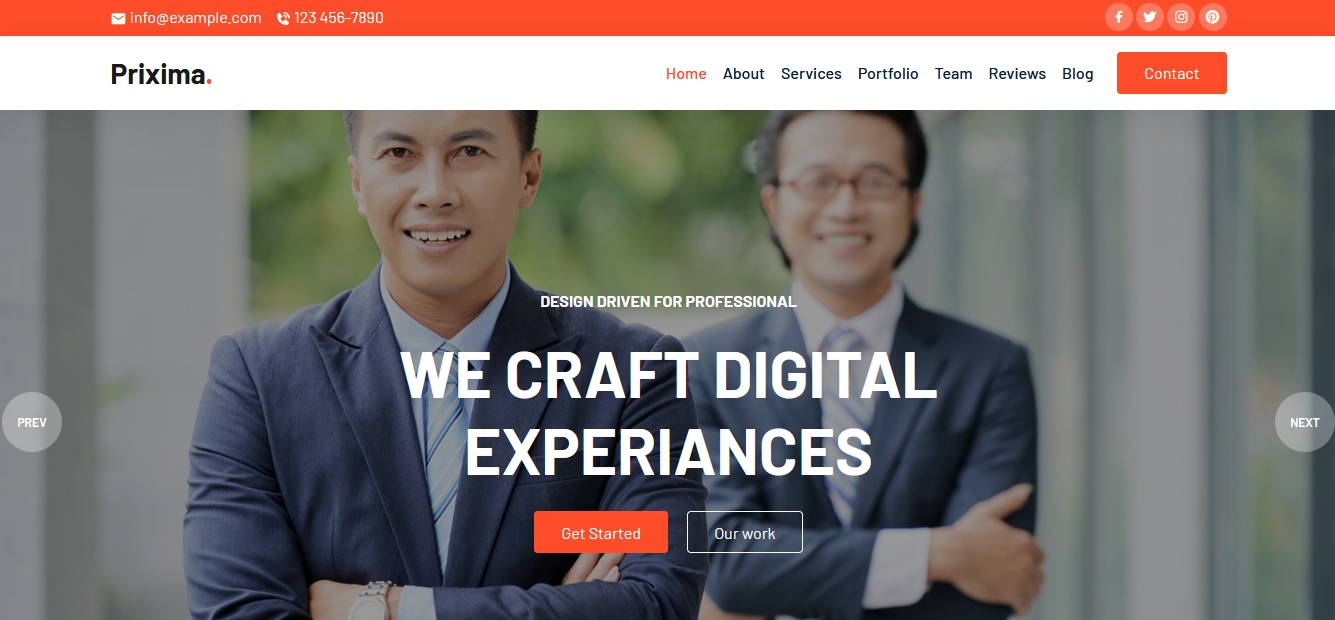 info@example.com 123 456-7890
Prixima.
Home About Services Portfolio Team Reviews Blog Contact
DESIGN DRIVEN FOR PROFESSIONAL
WE CRAFT DIGITAL
EXPERIANCES
PREV
NEXT
Get Started Our work